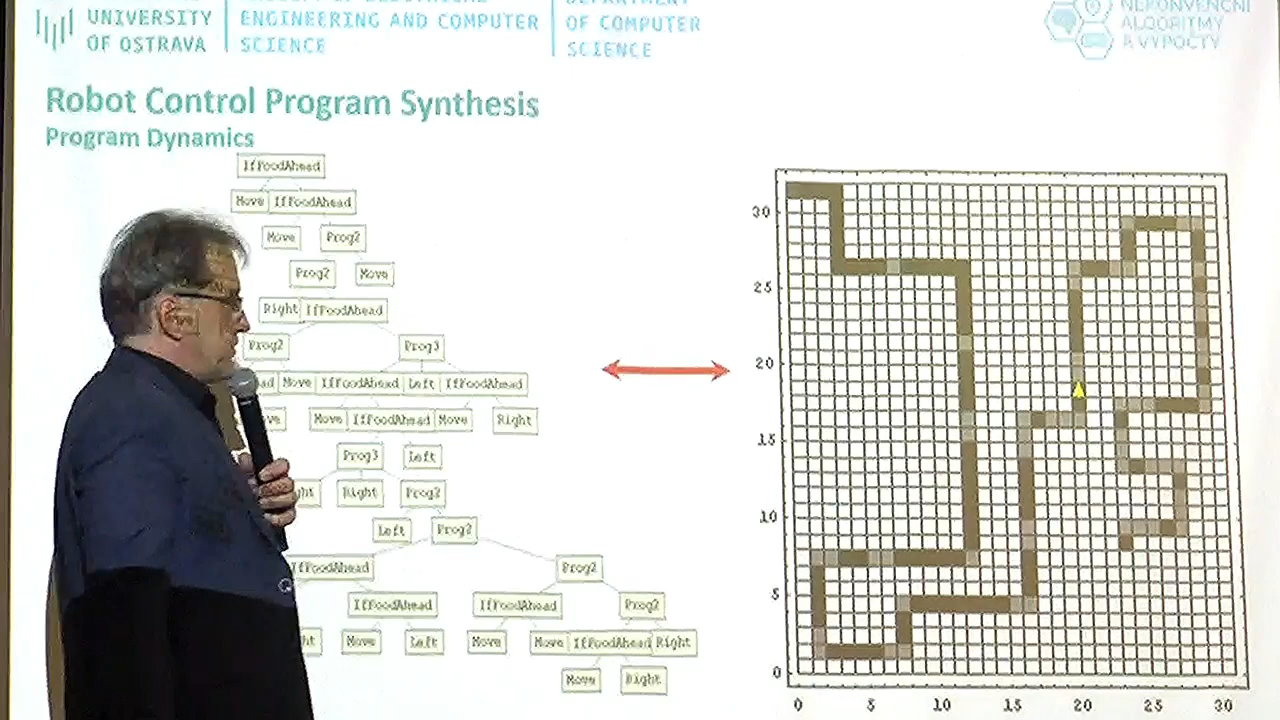 UNIVERSITY
OF OSTRAVA
ENGINEERING AND COMPUTER
SCIENCE
DEPARTMENT
OF COMPUTER
SCIENCE
NEKONVENČNÍ
ALGORITMY
A VÝPOČTY
Robot Control Program Synthesis
Program Dynamics
IfFoodAhead
Move IfFoodAhead
Move Prog2
Prog2 Move
Right IfFoodAhead
Prog2 Prog3
Move IfFoodAhead Left IfFoodAhead
Move IfFoodAhead Move Right
Prog3 Left
Right Prog2
Left Prog2
IfFoodAhead Prog2
IfFoodAhead IfFoodAhead Prog2
Move Left Move Move IfFoodAhead Right
Move Right
30
25
20
15
10
5
0
0 5 10 15 20 25 30